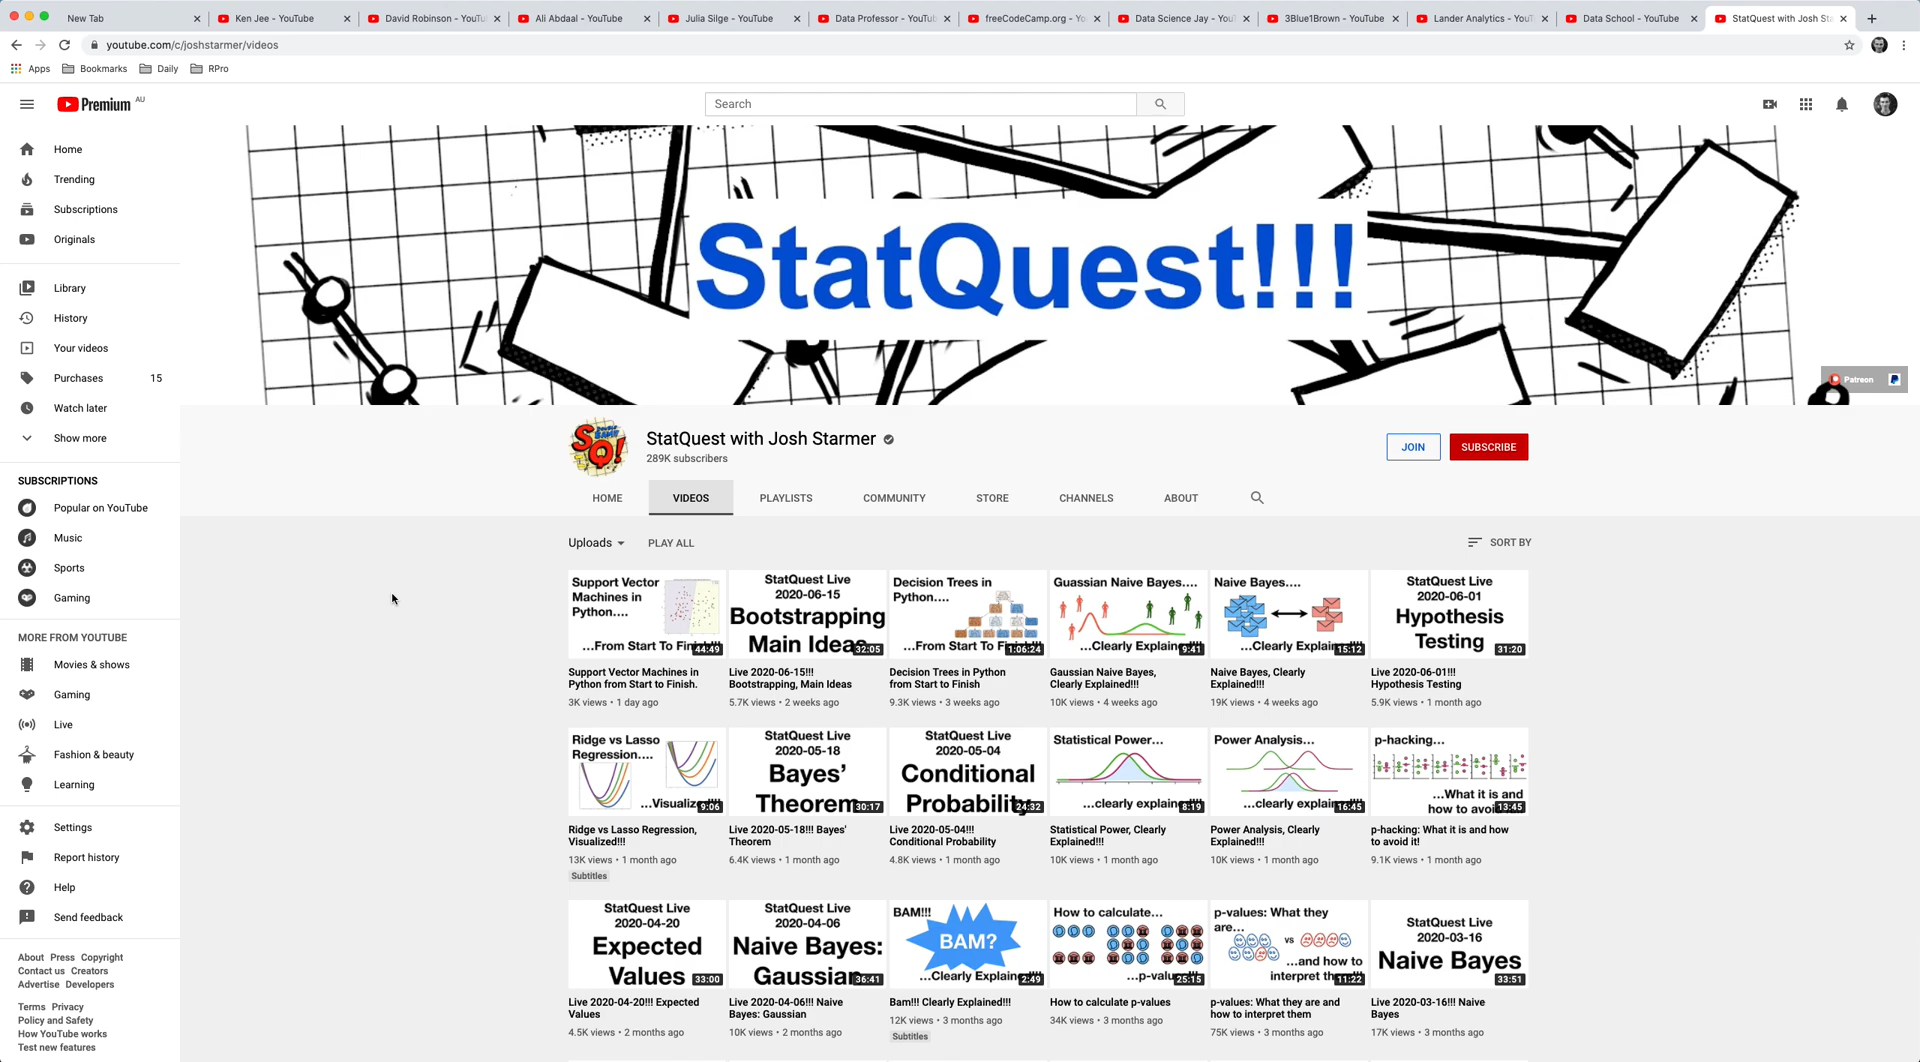 New Tab
Ken Jee - YouTube
David Robinson - YouTu
Ali Abdaal - YouTube
Julia Silge - YouTube
Data Professor - YouTub
freeCodeCamp.org - Yo
Data Science Jay - YouT
3Blue1Brown - YouTube
Lander Analytics - YouT
Data School - YouTube
StatQuest with Josh Sta
youtube.com/c/joshstarmer/videos
Apps
Bookmarks
Daily
RPro
Premium AU
Search
Home
Trending
Subscriptions
Originals
Library
History
Your videos
Purchases 15
Watch later
Show more
SUBSCRIPTIONS
Popular on YouTube
Music
Sports
Gaming
MORE FROM YOUTUBE
Movies & shows
Gaming
Live
Fashion & beauty
Learning
Settings
Report history
Help
Send feedback
About Press Copyright
Contact us Creators
Advertise Developers
Terms Privacy
Policy and Safety
How YouTube works
Test new features
StatQuest!!!
Patreon
SQ!
StatQuest with Josh Starmer
289K subscribers
JOIN
SUBSCRIBE
HOME
VIDEOS
PLAYLISTS
COMMUNITY
STORE
CHANNELS
ABOUT
Uploads
PLAY ALL
SORT BY
Support Vector
Machines in
Python....
...From Start To Fin
44:49
Support Vector Machines in
Python from Start to Finish.
3K views • 1 day ago
StatQuest Live
2020-06-15
Bootstrapping
Main Ideas
32:05
Live 2020-06-15!!!
Bootstrapping, Main Ideas
5.7K views • 2 weeks ago
Decision Trees in
Python....
...From Start To
1:06:24
Decision Trees in Python
from Start to Finish
9.3K views • 3 weeks ago
Guassian Naive Bayes....
...Clearly Explained!!!
9:41
Gaussian Naive Bayes,
Clearly Explained!!!
10K views • 4 weeks ago
Naive Bayes....
...Clearly Explai
15:12
Naive Bayes, Clearly
Explained!!!
19K views • 4 weeks ago
StatQuest Live
2020-06-01
Hypothesis
Testing
31:20
Live 2020-06-01!!!
Hypothesis Testing
5.9K views • 1 month ago
Ridge vs Lasso
Regression....
...Visualized!!!
9:06
Ridge vs Lasso Regression,
Visualized!!!
13K views • 1 month ago
Subtitles
StatQuest Live
2020-05-18
Bayes'
Theorem
30:17
Live 2020-05-18!!! Bayes'
Theorem
6.4K views • 1 month ago
StatQuest Live
2020-05-04
Conditional
Probability
24:32
Live 2020-05-04!!!
Conditional Probability
4.8K views • 1 month ago
Statistical Power...
...clearly explained!!!
8:19
Statistical Power, Clearly
Explained!!!
10K views • 1 month ago
Power Analysis...
...clearly explain
16:45
Power Analysis, Clearly
Explained!!!
10K views • 1 month ago
p-hacking...
...What it is and
how to avoid
13:45
p-hacking: What it is and how
to avoid it!
9.1K views • 1 month ago
StatQuest Live
2020-04-20
Expected
Values
33:00
Live 2020-04-20!!! Expected
Values
4.5K views • 2 months ago
StatQuest Live
2020-04-06
Naive Bayes:
Gaussian
36:41
Live 2020-04-06!!! Naive
Bayes: Gaussian
10K views • 2 months ago
BAM!!!
BAM?
...Clearly Explained!!!
2:49
Bam!!! Clearly Explained!!!
12K views • 3 months ago
Subtitles
How to calculate...
...p-values!!!
25:15
How to calculate p-values
34K views • 3 months ago
p-values: What they
are...
vs
...and how to
interpret th
11:22
p-values: What they are and
how to interpret them
75K views • 3 months ago
StatQuest Live
2020-03-16
Naive Bayes
33:51
Live 2020-03-16!!! Naive
Bayes
17K views • 3 months ago